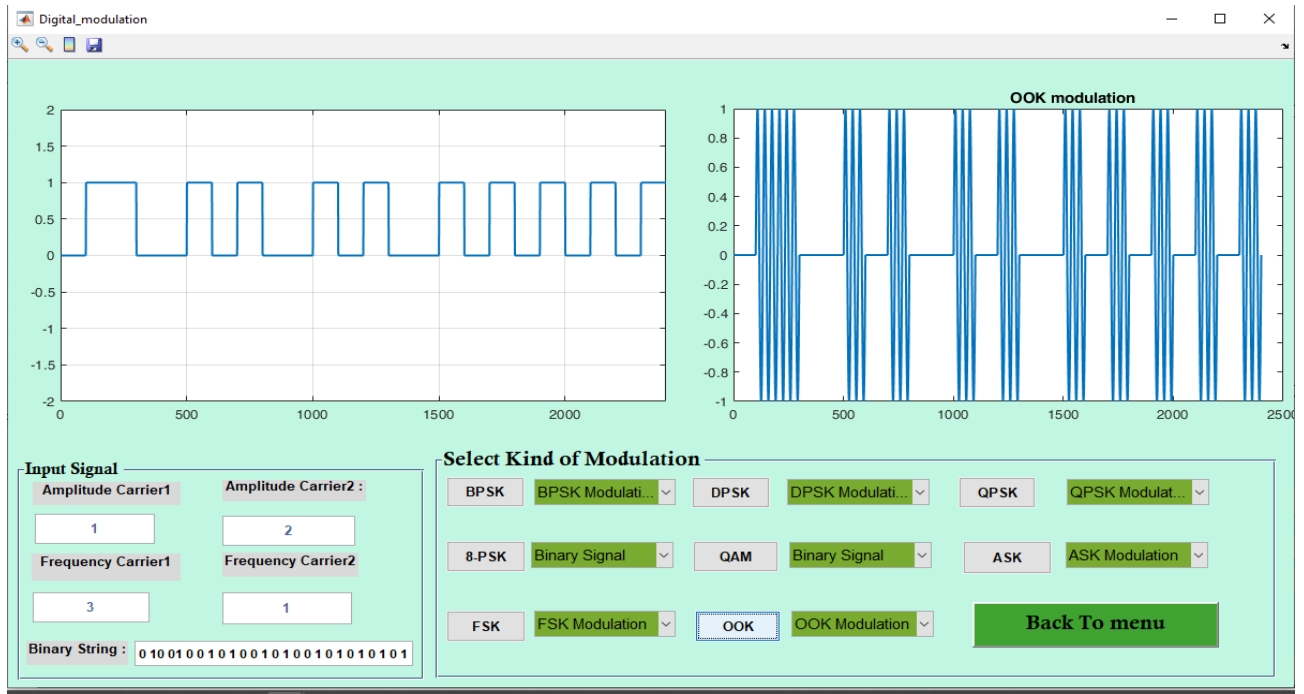 Digital_modulation
OOK modulation
2
1.5
1
0.5
0
-0.5
-1
-1.5
-2
0 500 1000 1500 2000
1
0.8
0.6
0.4
0.2
0
-0.2
-0.4
-0.6
-0.8
-1
0 500 1000 1500 2000 2500
Input Signal
Amplitude Carrier1 Amplitude Carrier2 :
1 2
Frequency Carrier1 Frequency Carrier2
3 1
Binary String : 0 10 01 0 0 1 0 1 0 0 1 0 1 0 0 1 0 1 0 1 0 1 0 1
Select Kind of Modulation
BPSK BPSK Modulati... DPSK DPSK Modulati... QPSK QPSK Modulat...
8-PSK Binary Signal QAM Binary Signal ASK ASK Modulation
FSK FSK Modulation OOK OOK Modulation Back To menu